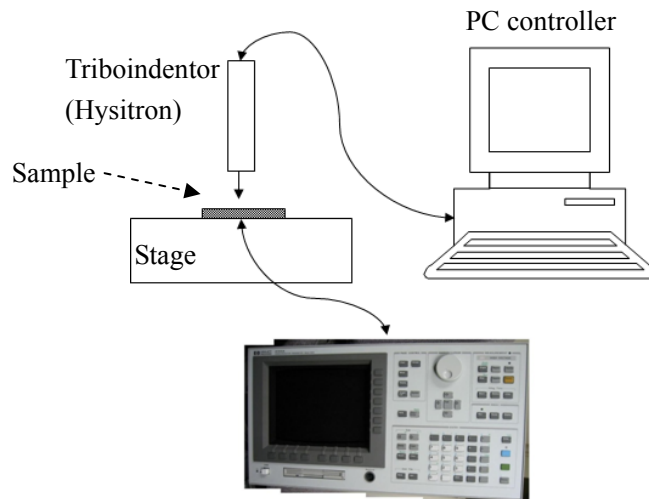 PC controller
Triboindentor
(Hysitron)
Sample
Stage